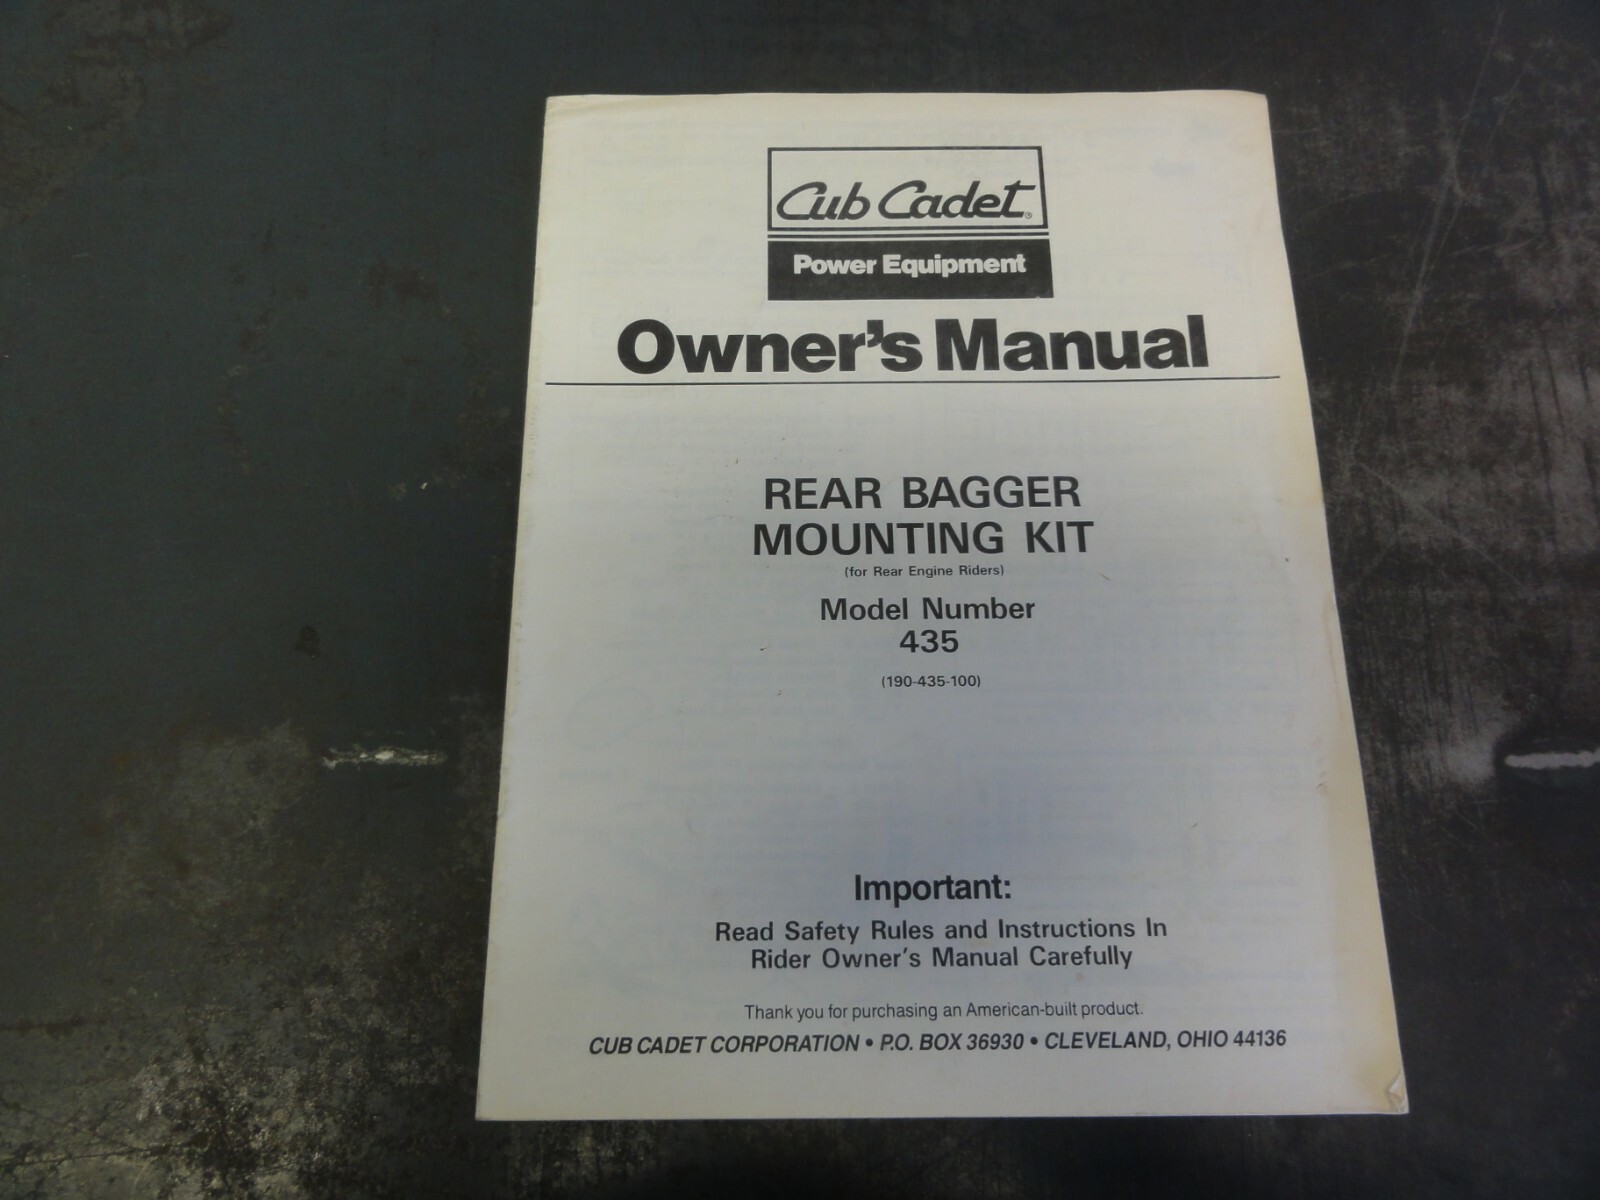 Cub Cadet®
Power Equipment
Owner's Manual
REAR BAGGER
MOUNTING KIT
(for Rear Engine Riders)
Model Number
435
(190-435-100)
Important:
Read Safety Rules and Instructions In
Rider Owner's Manual Carefully
Thank you for purchasing an American-built product.
CUB CADET CORPORATION • P.O. BOX 36930 • CLEVELAND, OHIO 44136